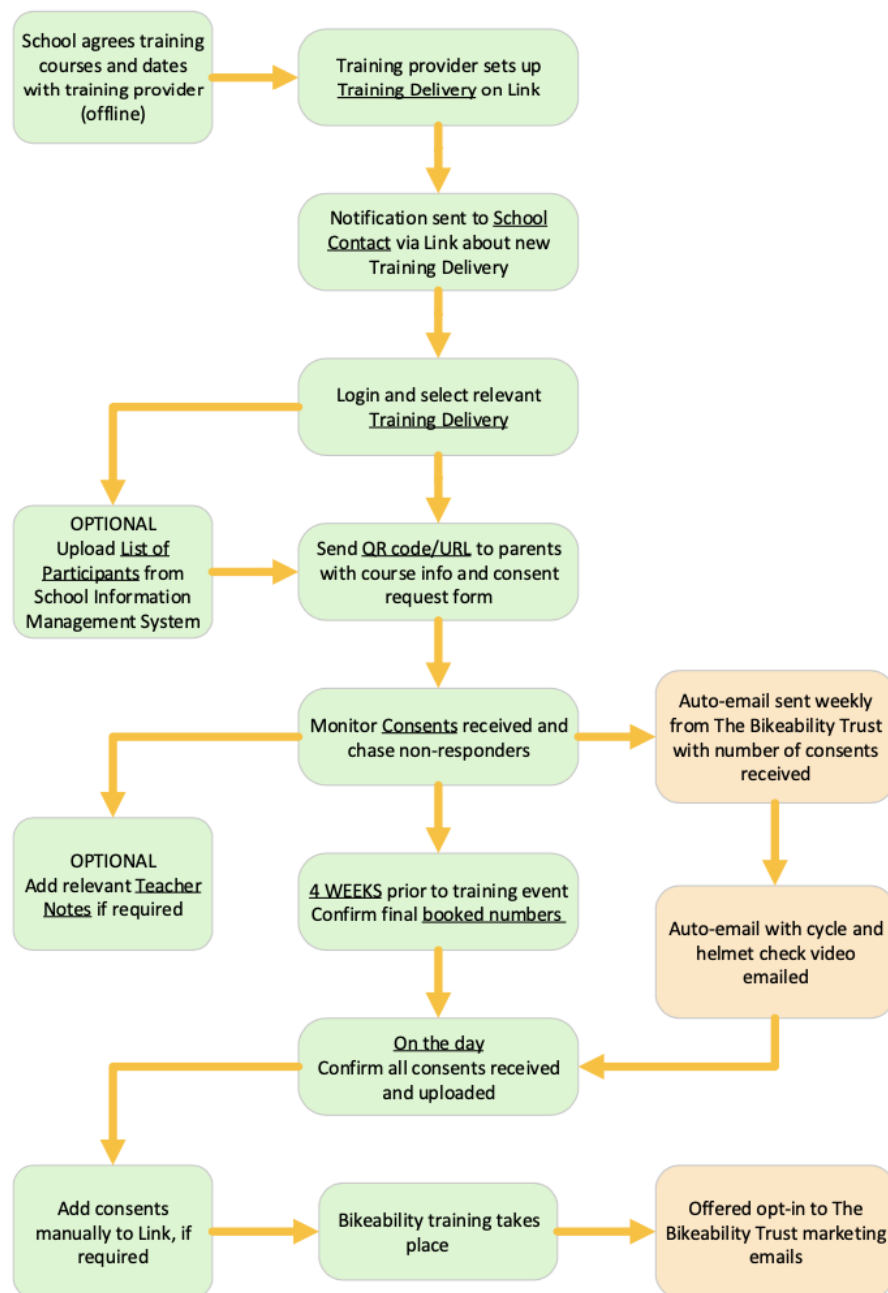 School agrees training
courses and dates
with training provider
(offline)
Training provider sets up
Training Delivery on Link
Notification sent to School
Contact via Link about new
Training Delivery
Login and select relevant
Training Delivery
OPTIONAL
Upload List of
Participants from
School Information
Management System
Send QR code/URL to parents
with course info and consent
request form
Monitor Consents received and
chase non-responders
Auto-email sent weekly
from The Bikeability Trust
with number of consents
received
OPTIONAL
Add relevant Teacher
Notes if required
4 WEEKS prior to training event
Confirm final booked numbers
Auto-email with cycle and
helmet check video
emailed
On the day
Confirm all consents received
and uploaded
Add consents
manually to Link, if
required
Bikeability training takes
place
Offered opt-in to The
Bikeability Trust marketing
emails